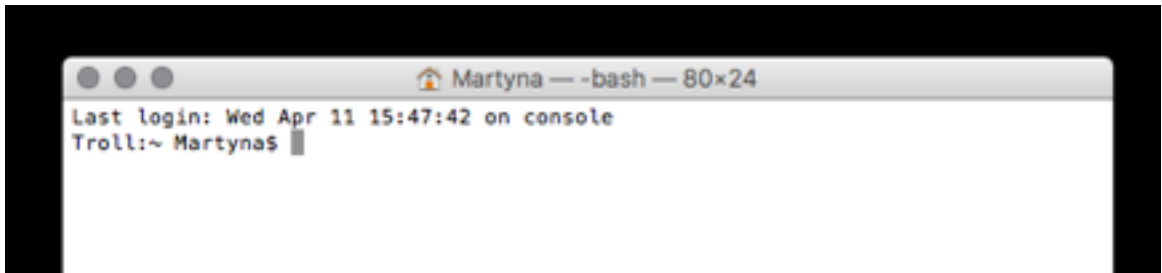 Martyna — -bash — 80×24
Last login: Wed Apr 11 15:47:42 on console
Troll:~ Martyna$